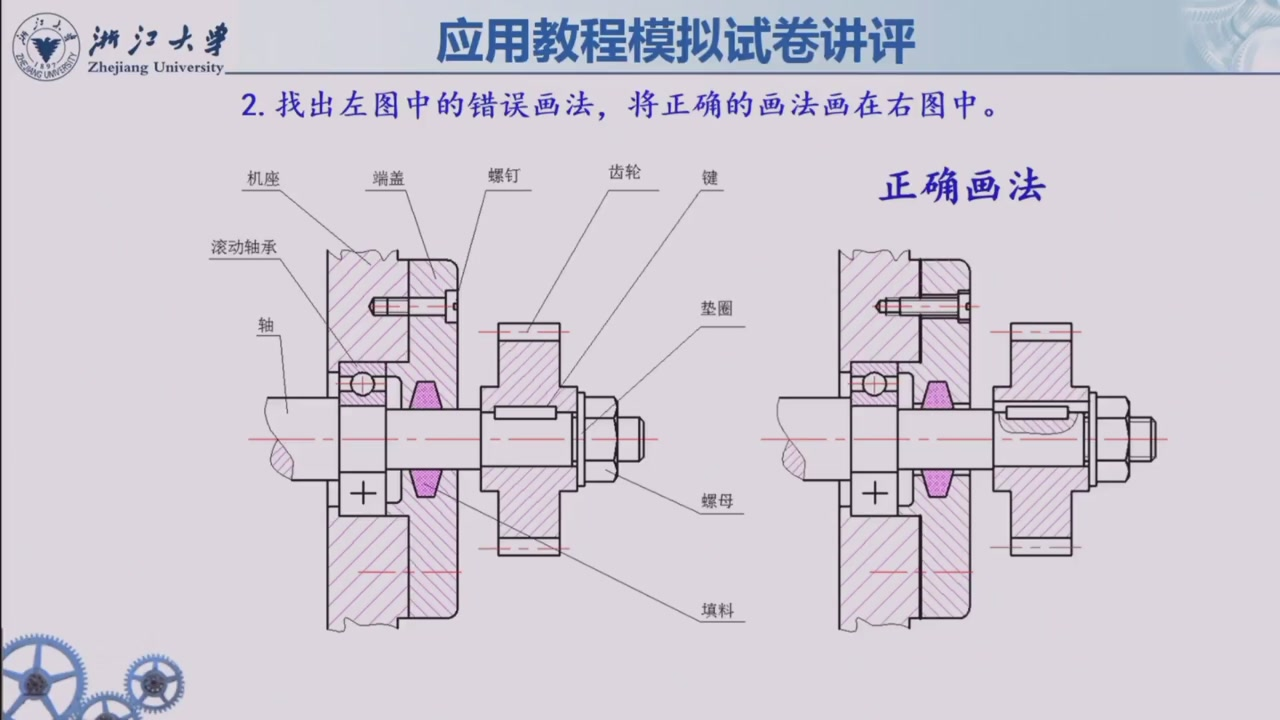 浙江大学
Zhejiang University
ZHEJIANG UNIVERSITY
1897
应用教程模拟试卷讲评
2. 找出左图中的错误画法，将正确的画法画在右图中。
正确画法
机座
端盖
螺钉
齿轮
键
滚动轴承
轴
垫圈
螺母
填料